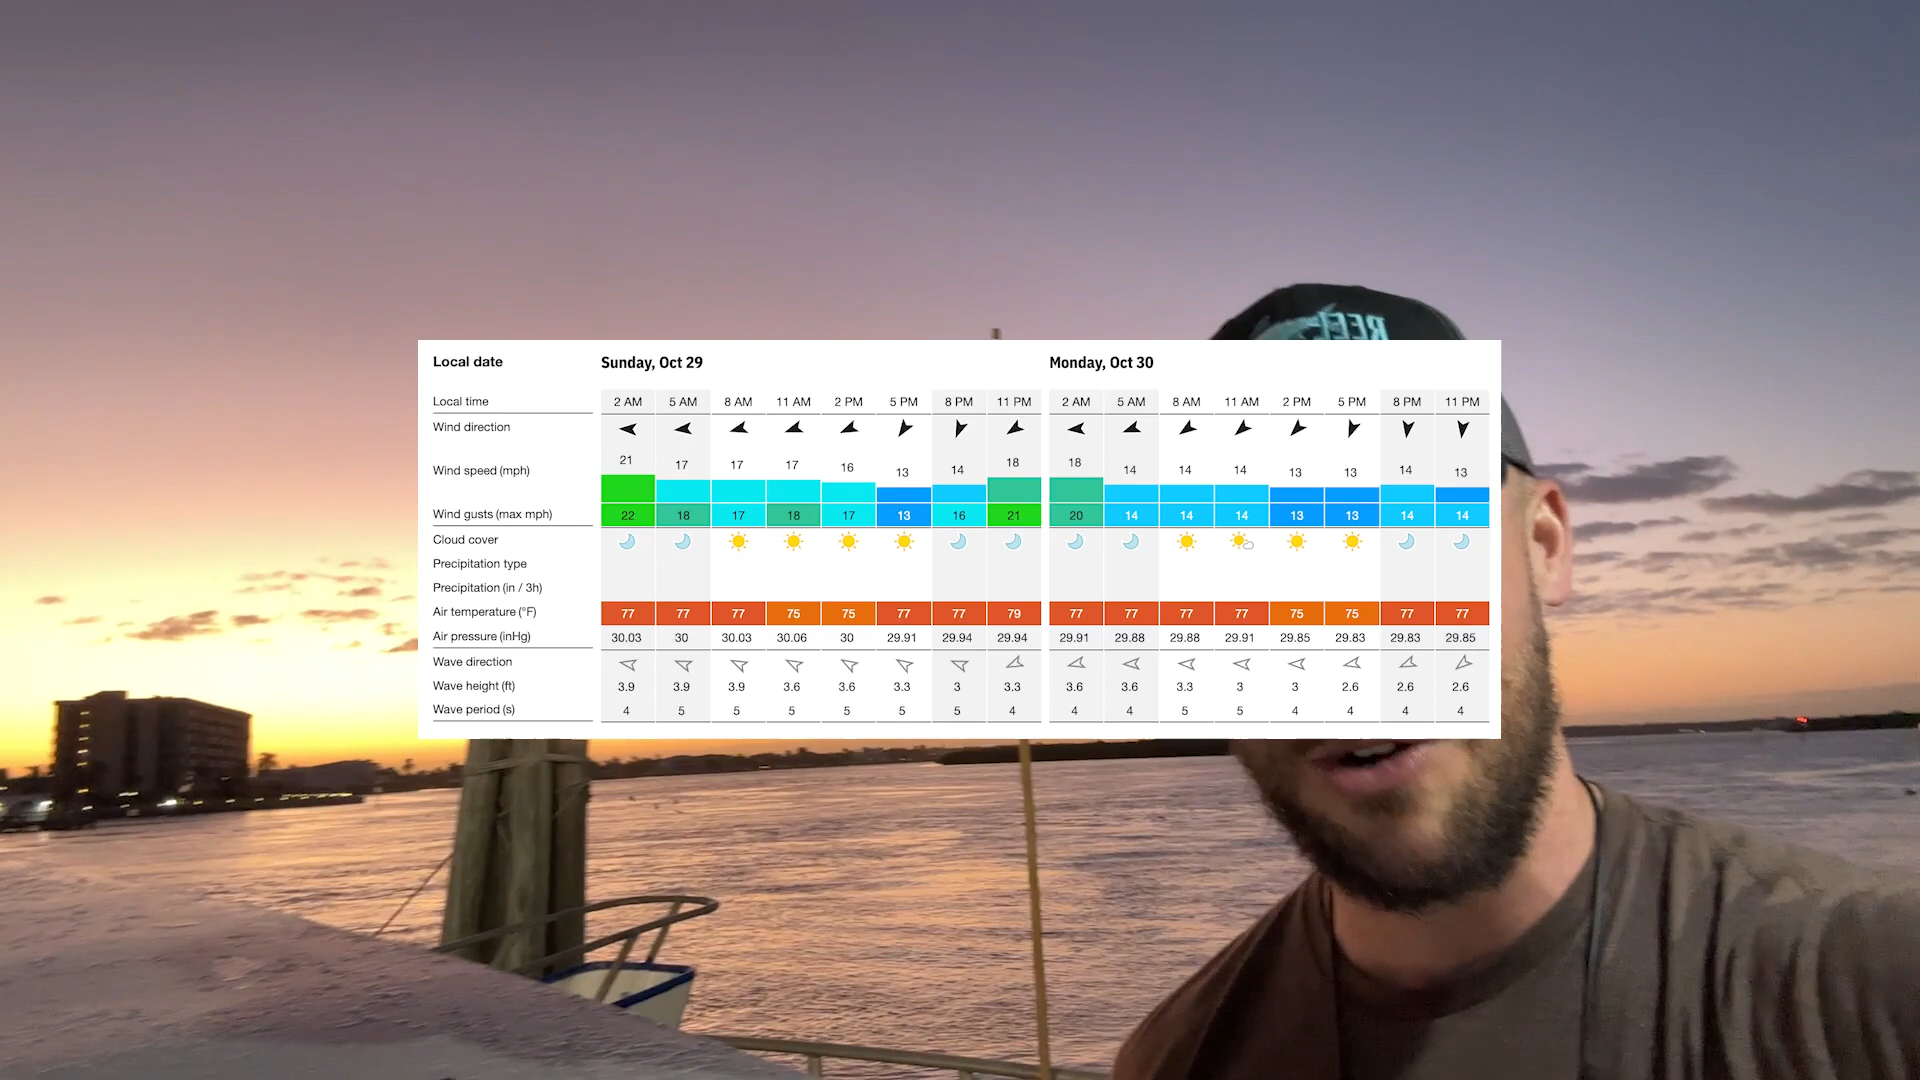 REEL
Local date Sunday, Oct 29 Monday, Oct 30
Local time 2 AM 5 AM 8 AM 11 AM 2 PM 5 PM 8 PM 11 PM 2 AM 5 AM 8 AM 11 AM 2 PM 5 PM 8 PM 11 PM
Wind direction
Wind speed (mph) 21 17 17 17 16 13 14 18 18 14 14 14 13 13 14 13
Wind gusts (max mph) 22 18 17 18 17 13 16 21 20 14 14 14 13 13 14 14
Cloud cover
Precipitation type
Precipitation (in / 3h)
Air temperature (°F) 77 77 77 75 75 77 77 79 77 77 77 77 75 75 77 77
Air pressure (inHg) 30.03 30 30.03 30.06 30 29.91 29.94 29.94 29.91 29.88 29.88 29.91 29.85 29.83 29.83 29.85
Wave direction
Wave height (ft) 3.9 3.9 3.9 3.6 3.6 3.3 3 3.3 3.6 3.6 3.3 3 3 2.6 2.6 2.6
Wave period (s) 4 5 5 5 5 5 5 4 4 4 5 5 4 4 4 4